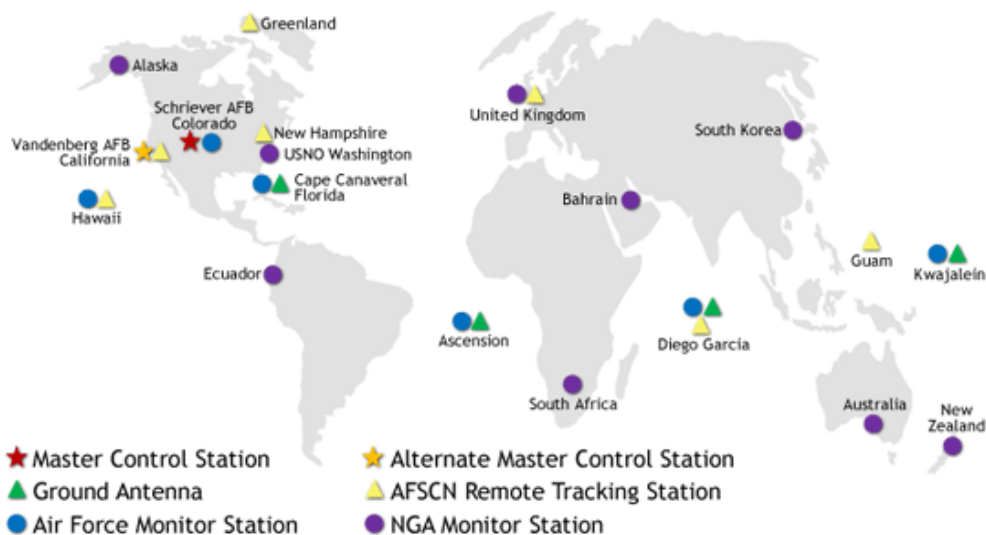 Greenland
Alaska
Schriever AFB
Colorado
New Hampshire
Vandenberg AFB
California
USNO Washington
Cape Canaveral
Florida
Hawaii
Ecuador
United Kingdom
South Korea
Bahrain
Guam
Kwajalein
Ascension
Diego Garcia
South Africa
Australia
New
Zealand
Master Control Station
Alternate Master Control Station
Ground Antenna
AFSCN Remote Tracking Station
Air Force Monitor Station
NGA Monitor Station